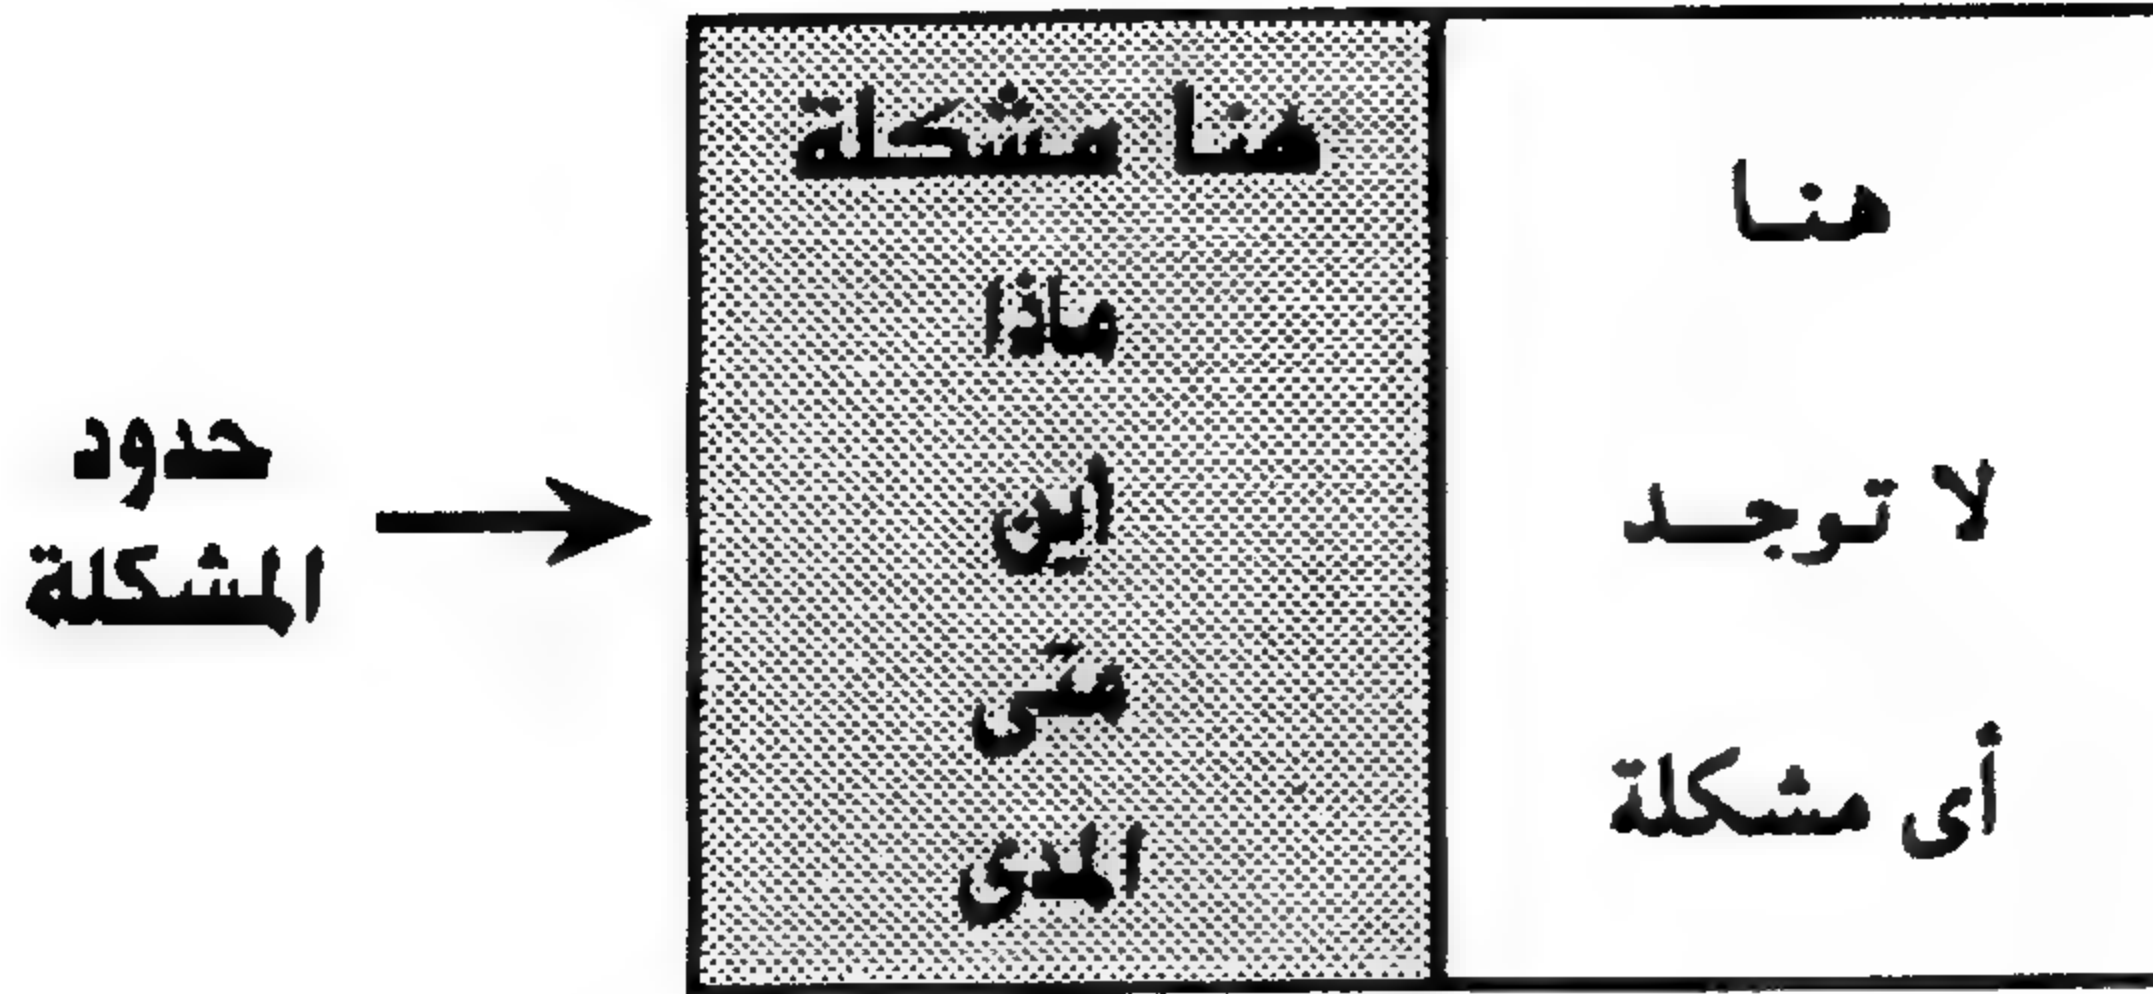 هنا
لا توجد
أى مشكلة
هنا مشكلة
ماذا
اين
متى
المدى
حدود
المشكلة